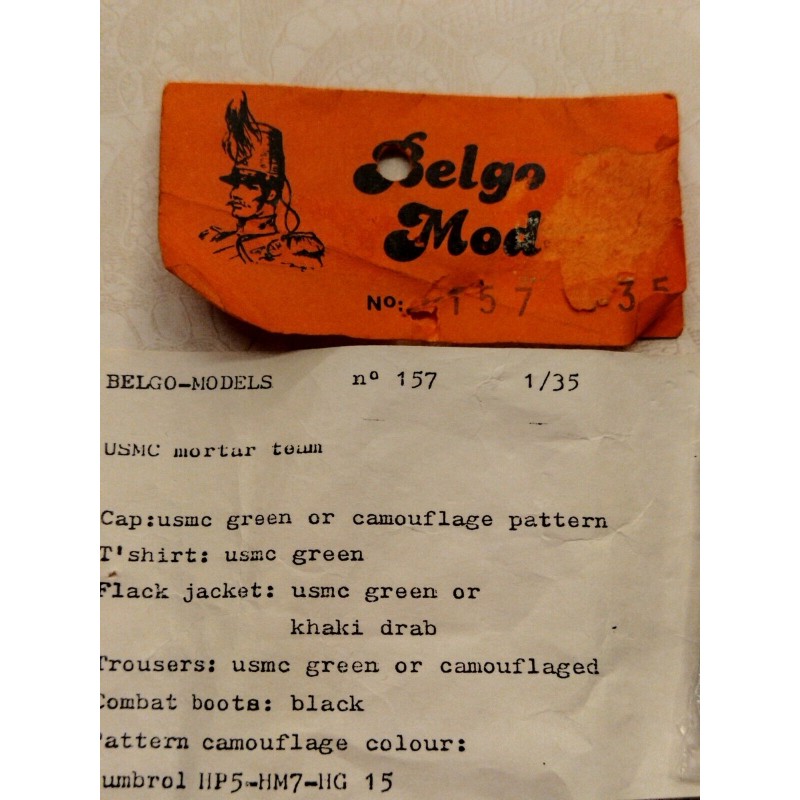 Belgo
Mod
No: 157 35
BELGO-MODELS nº 157 1/35
USMC mortar team
Cap:usmc green or camouflage pattern
T'shirt: usmc green
Flack jacket: usmc green or
khaki drab
Trousers: usmc green or camouflaged
Combat boots: black
Pattern camouflage colour:
umbrol HP5-HM7-HG 15